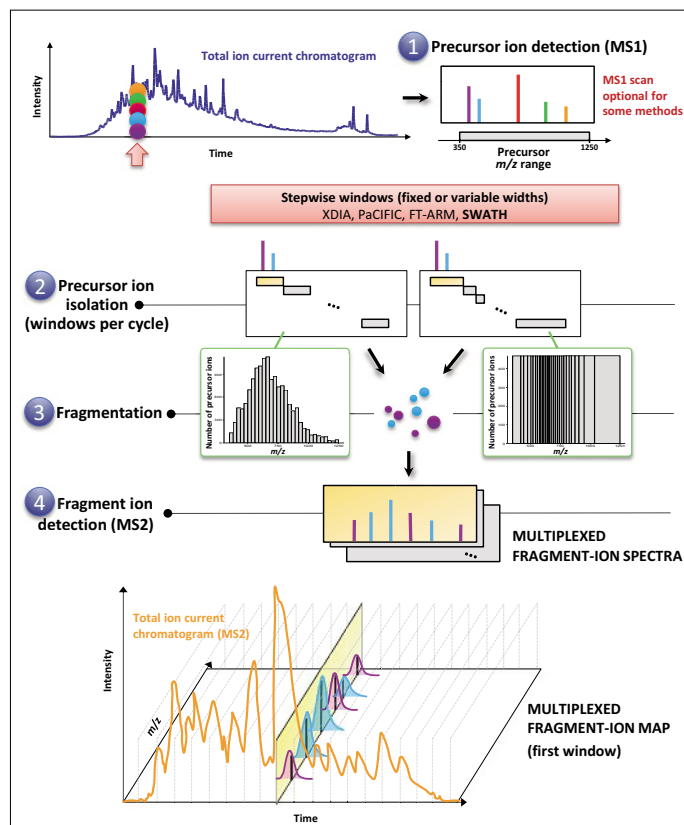 1 Precursor ion detection (MS1)
Total ion current chromatogram
Intensity
Time
MS1 scan
optional for
some methods
350
1250
Precursor
m/z range
Stepwise windows (fixed or variable widths)
XDIA, PaCIFIC, FT-ARM, SWATH
2 Precursor ion
isolation
(windows per cycle)
...
...
3 Fragmentation
Number of precursor ions
m/z
Number of precursor ions
m/z
4 Fragment ion
detection (MS2)
...
MULTIPLEXED
FRAGMENT-ION SPECTRA
Total ion current
chromatogram (MS2)
Intensity
m/z
Time
MULTIPLEXED
FRAGMENT-ION MAP
(first window)